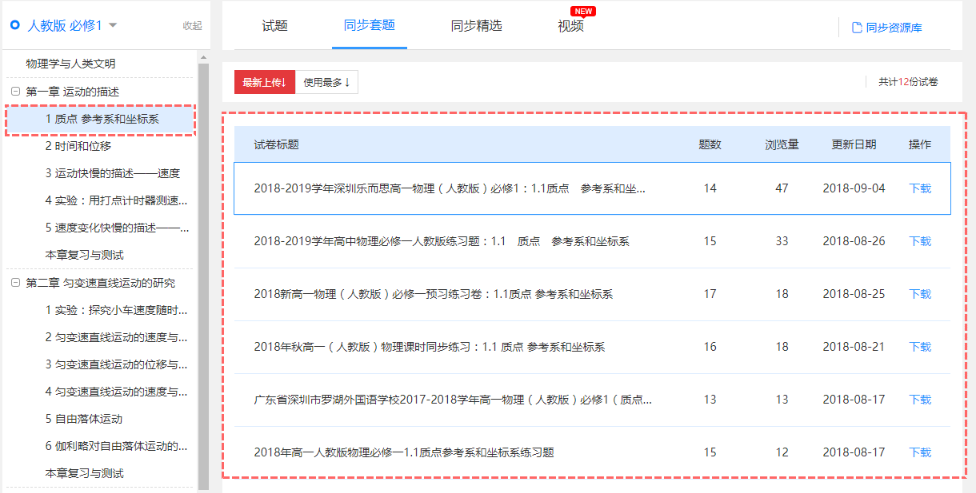 人教版 必修1 收起
物理学与人类文明
第一章 运动的描述
1 质点 参考系和坐标系
2 时间和位移
3 运动快慢的描述——速度
4 实验：用打点计时器测速...
5 速度变化快慢的描述——...
本章复习与测试
第二章 匀变速直线运动的研究
1 实验：探究小车速度随时...
2 匀变速直线运动的速度与...
3 匀变速直线运动的位移与...
4 匀变速直线运动的速度与...
5 自由落体运动
6 伽利略对自由落体运动的...
本章复习与测试
试题 同步套题 同步精选 视频 NEW 同步资源库
最新上传↓ 使用最多↓ 共计12份试卷
试卷标题 题数 浏览量 更新日期 操作
2018-2019学年深圳乐而思高一物理（人教版）必修1：1.1质点　参考系和坐... 14 47 2018-09-04 下载
2018-2019学年高中物理必修一人教版练习题：1.1　质点　参考系和坐标系 15 33 2018-08-26 下载
2018新高一物理（人教版）必修一预习练习卷：1.1质点 参考系和坐标系 17 18 2018-08-25 下载
2018年秋高一（人教版）物理课时同步练习：1.1 质点 参考系和坐标系 16 18 2018-08-21 下载
广东省深圳市罗湖外国语学校2017-2018学年高一物理（人教版）必修1（质点... 13 13 2018-08-17 下载
2018年高一人教版物理必修一1.1质点参考系和坐标系练习题 15 12 2018-08-17 下载